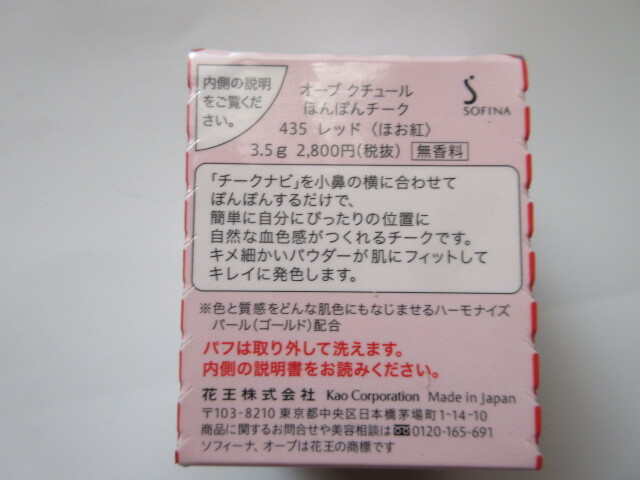 内側の説明
をご覧くだ
さい。
オーブ クチュール
ぽんぽんチーク
435 レッド〈ほお紅〉
3.5g 2,800円(税抜) 無香料
SOFINA
「チークナビ」を小鼻の横に合わせて
ぽんぽんするだけで、
簡単に自分にぴったりの位置に
自然な血色感がつくれるチークです。
キメ細かいパウダーが肌にフィットして
キレイに発色します。
※色と質感をどんな肌色にもなじませるハーモナイズ
パール(ゴールド)配合
パフは取り外して洗えます。
内側の説明書をお読みください。
花王株式会社 Kao Corporation Made in Japan
〒103-8210 東京都中央区日本橋茅場町1-14-10
商品に関するお問合せや美容相談は 0120-165-691
ソフィーナ、オーブは花王の商標です